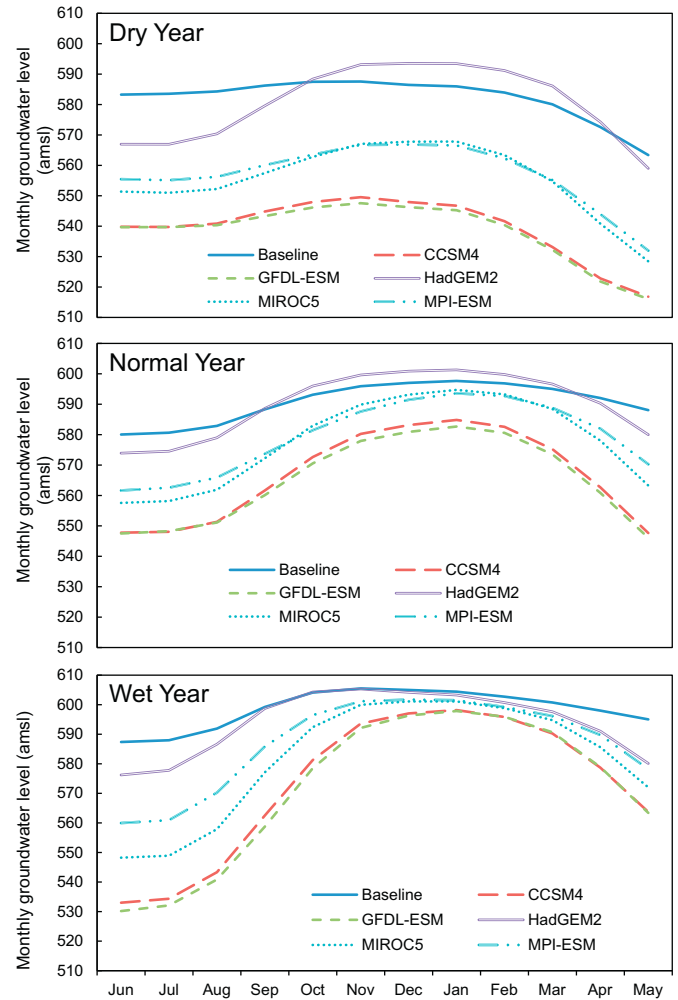 Dry Year
Monthly groundwater level
(amsl)
610
600
590
580
570
560
550
540
530
520
510
Baseline CCSM4
GFDL-ESM HadGEM2
MIROC5 MPI-ESM
Normal Year
Monthly groundwater level
(amsl)
610
600
590
580
570
560
550
540
530
520
510
Baseline CCSM4
GFDL-ESM HadGEM2
MIROC5 MPI-ESM
Wet Year
Monthly groundwater level (amsl)
610
600
590
580
570
560
550
540
530
520
510
Baseline CCSM4
GFDL-ESM HadGEM2
MIROC5 MPI-ESM
Jun Jul Aug Sep Oct Nov Dec Jan Feb Mar Apr May